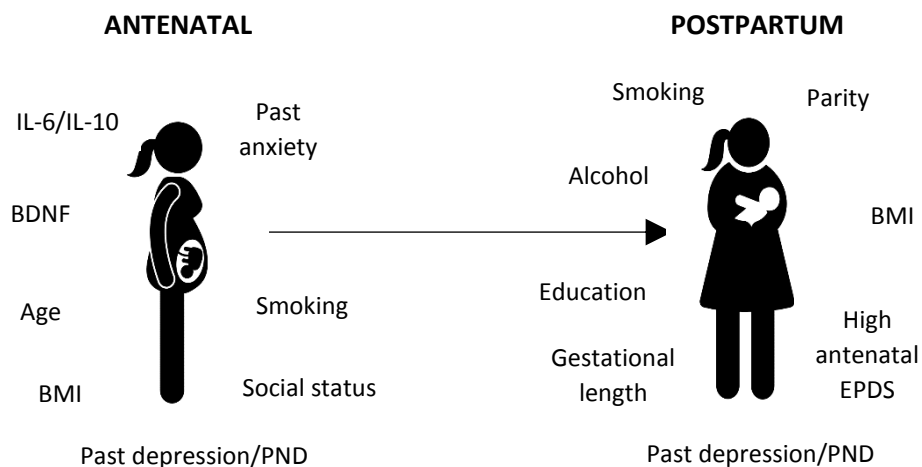 ANTENATAL
POSTPARTUM
IL-6/IL-10
Past
anxiety
BDNF
Age
Smoking
BMI
Social status
Past depression/PND
Smoking
Parity
Alcohol
BMI
Education
High
antenatal
EPDS
Gestational
length
Past depression/PND